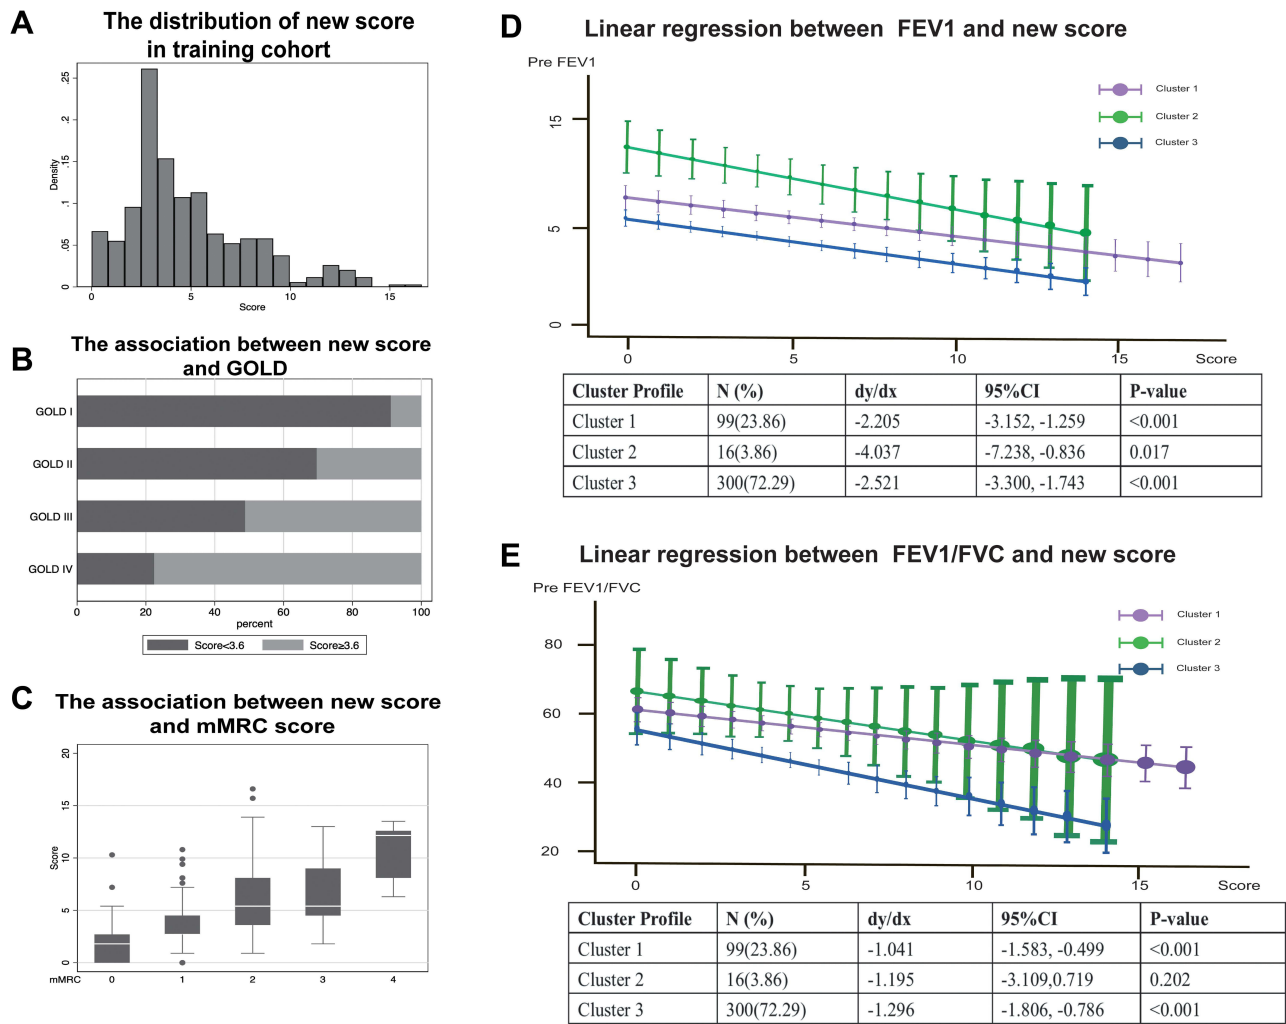 A
The distribution of new score
in training cohort
Density
0
.05
.1
.15
.2
.25
0 5 10 15
Score
B
The association between new score
and GOLD
GOLD I
GOLD II
GOLD III
GOLD IV
0 20 40 60 80 100
percent
Score<3.6 Score≥3.6
C
The association between new score
and mMRC score
Score
20
15
10
5
0
mMRC 0 1 2 3 4
D
Linear regression between FEV1 and new score
Pre FEV1
Cluster 1
Cluster 2
Cluster 3
15
5
0
0 5 10 15 Score
Cluster Profile N (%) dy/dx 95%CI P-value
Cluster 1 99(23.86) -2.205 -3.152, -1.259 <0.001
Cluster 2 16(3.86) -4.037 -7.238, -0.836 0.017
Cluster 3 300(72.29) -2.521 -3.300, -1.743 <0.001
E
Linear regression between FEV1/FVC and new score
Pre FEV1/FVC
Cluster 1
Cluster 2
Cluster 3
80
60
40
20
0 5 10 15 Score
Cluster Profile N (%) dy/dx 95%CI P-value
Cluster 1 99(23.86) -1.041 -1.583, -0.499 <0.001
Cluster 2 16(3.86) -1.195 -3.109,0.719 0.202
Cluster 3 300(72.29) -1.296 -1.806, -0.786 <0.001